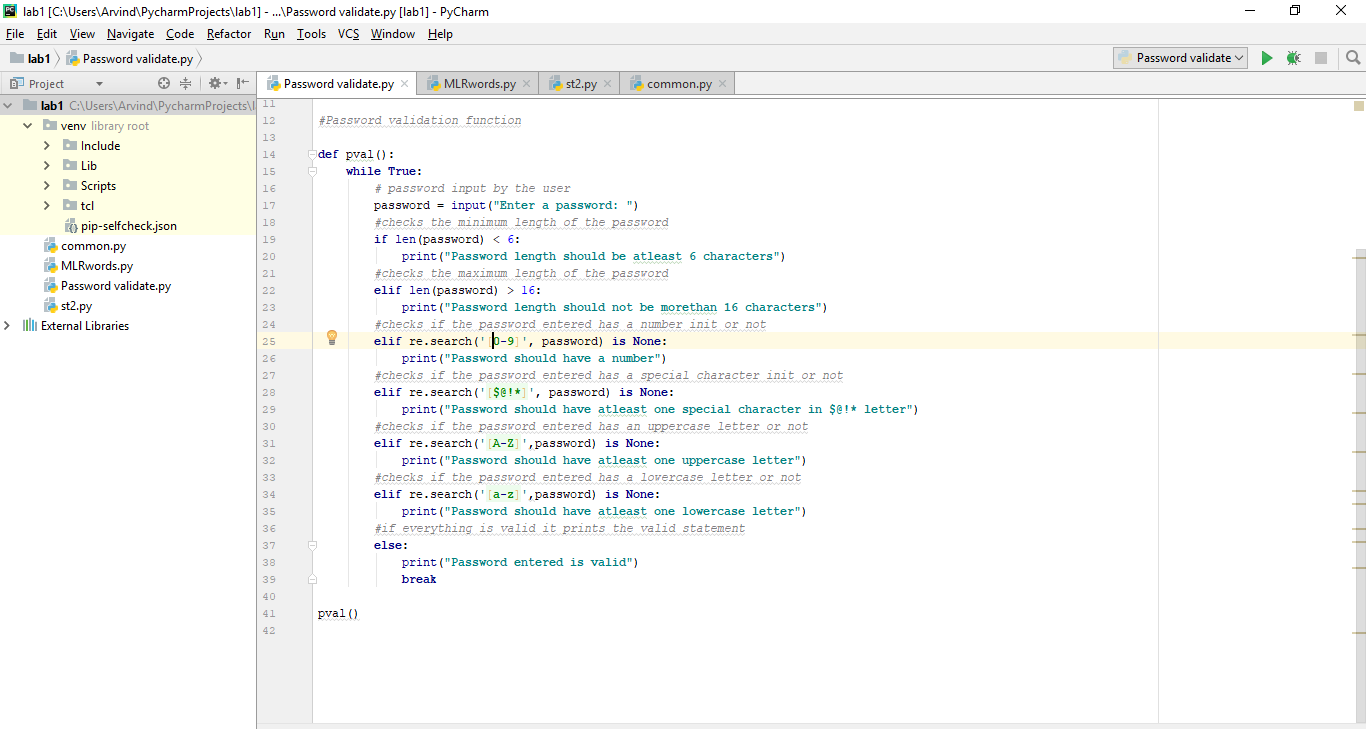 lab1 [C:\Users\Arvind\PycharmProjects\lab1] - ...\Password validate.py [lab1] - PyCharm
File Edit View Navigate Code Refactor Run Tools VCS Window Help
lab1 Password validate.py
Password validate
Project
Password validate.py MLRwords.py st2.py common.py
lab1 C:\Users\Arvind\PycharmProjects\l
venv library root
Include
Lib
Scripts
tcl
pip-selfcheck.json
common.py
MLRwords.py
Password validate.py
st2.py
External Libraries
11
12 #Password validation function
13
14 def pval():
15 while True:
16 # password input by the user
17 password = input("Enter a password: ")
18 #checks the minimum length of the password
19 if len(password) < 6:
20 print("Password length should be atleast 6 characters")
21 #checks the maximum length of the password
22 elif len(password) > 16:
23 print("Password length should not be morethan 16 characters")
24 #checks if the password entered has a number init or not
25 elif re.search('[0-9]', password) is None:
26 print("Password should have a number")
27 #checks if the password entered has a special character init or not
28 elif re.search('[$@!*]', password) is None:
29 print("Password should have atleast one special character in $@!* letter")
30 #checks if the password entered has an uppercase letter or not
31 elif re.search('[A-Z]',password) is None:
32 print("Password should have atleast one uppercase letter")
33 #checks if the password entered has a lowercase letter or not
34 elif re.search('[a-z]',password) is None:
35 print("Password should have atleast one lowercase letter")
36 #if everything is valid it prints the valid statement
37 else:
38 print("Password entered is valid")
39 break
40
41 pval()
42